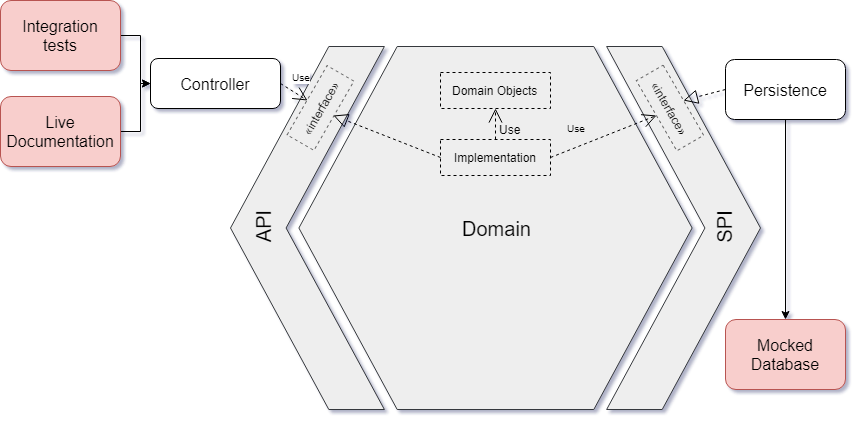 Integration
tests
Live
Documentation
Controller
Use
«interface»
API
Domain Objects
Use
Implementation
Use
Domain
«interface»
SPI
Persistence
Mocked
Database